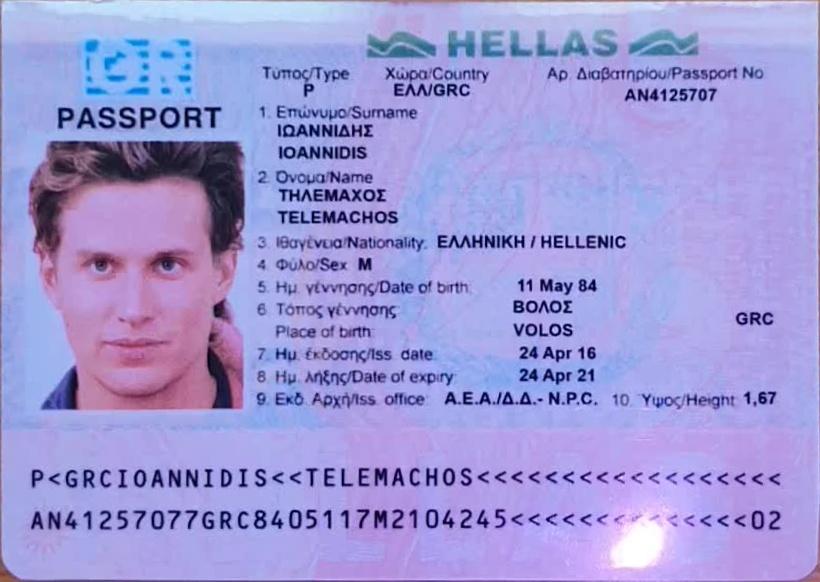 HELLAS
GR
PASSPORT
Τύπος/Type Χώρα/Country Αρ. Διαβατηρίου/Passport No
P ΕΛΛ/GRC AN4125707
1. Επώνυμο/Surname
ΙΩΑΝΝΙΔΗΣ
IOANNIDIS
2. Όνομα/Name
ΤΗΛΕΜΑΧΟΣ
TELEMACHOS
3. Ιθαγένεια/Nationality: ΕΛΛΗΝΙΚΗ / HELLENIC
4. Φύλο/Sex M
5. Ημ. γέννησης/Date of birth: 11 May 84
6. Τόπος γέννησης: ΒΟΛΟΣ
Place of birth: VOLOS GRC
7. Ημ. έκδοσης/Iss. date: 24 Apr 16
8. Ημ. λήξης/Date of expiry: 24 Apr 21
9. Εκδ. Αρχή/Iss. office: Α.Ε.Α./Δ.Δ.- N.P.C. 10. Υψος/Height 1,67
P<GRCIOANNIDIS<<TELEMACHOS<<<<<<<<<<<<<<<<<<
AN41257077GRC8405117M2104245<<<<<<<<<<<<<<02